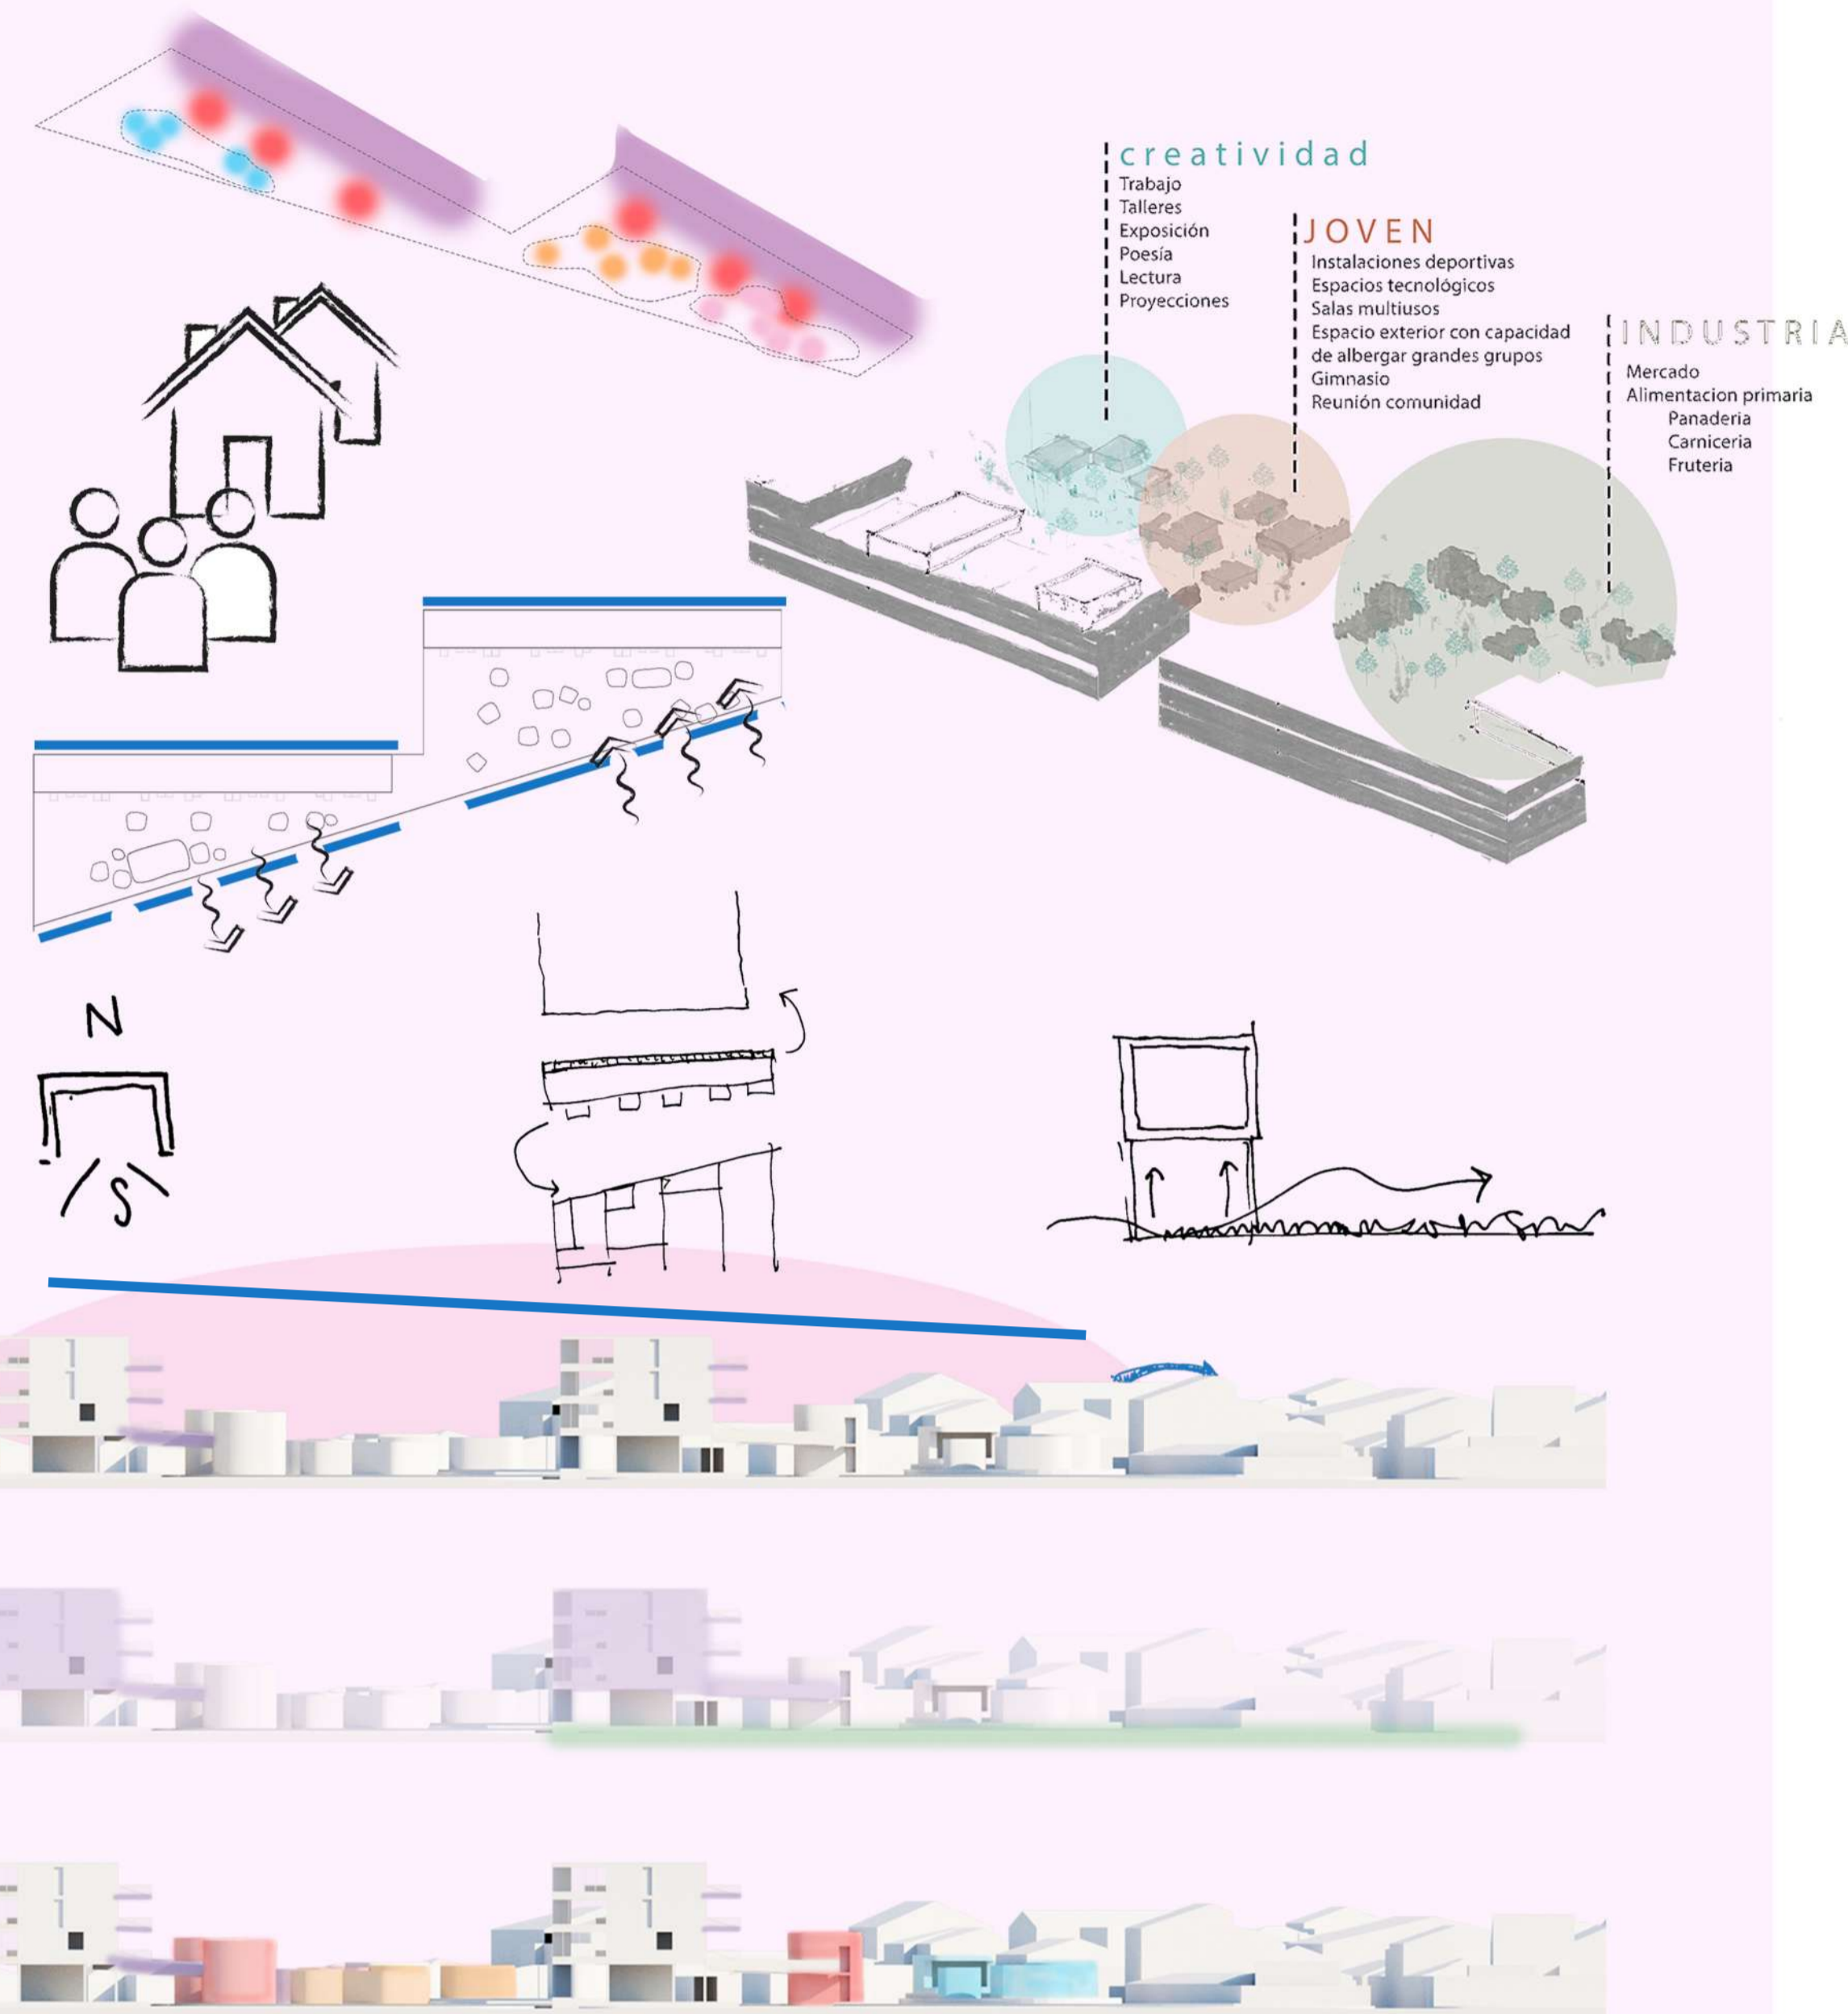 creatividad
Trabajo
Talleres
Exposición
Poesía
Lectura
Proyecciones
JOVEN
Instalaciones deportivas
Espacios tecnológicos
Salas multiusos
Espacio exterior con capacidad
de albergar grandes grupos
Gimnasio
Reunión comunidad
INDUSTRIA
Mercado
Alimentacion primaria
Panaderia
Carniceria
Fruteria
N
S